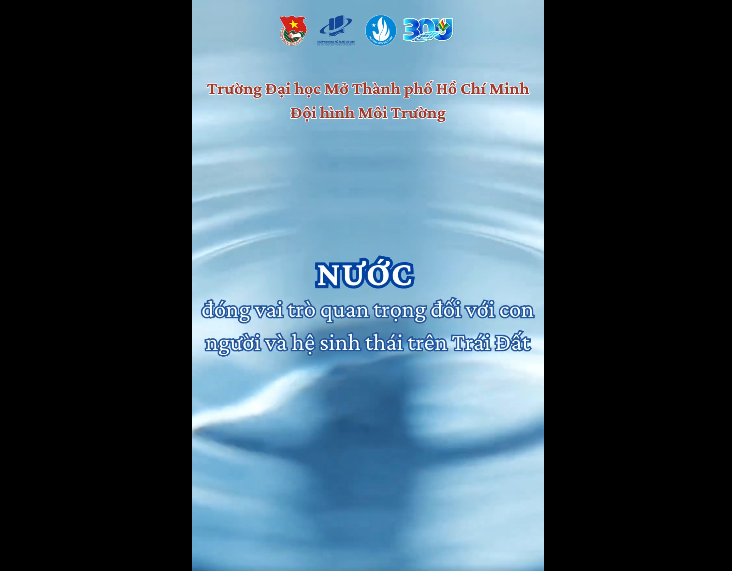 Trường Đại học Mở Thành phố Hồ Chí Minh
Đội hình Môi Trường
NƯỚC
đóng vai trò quan trọng đối với con
người và hệ sinh thái trên Trái Đất